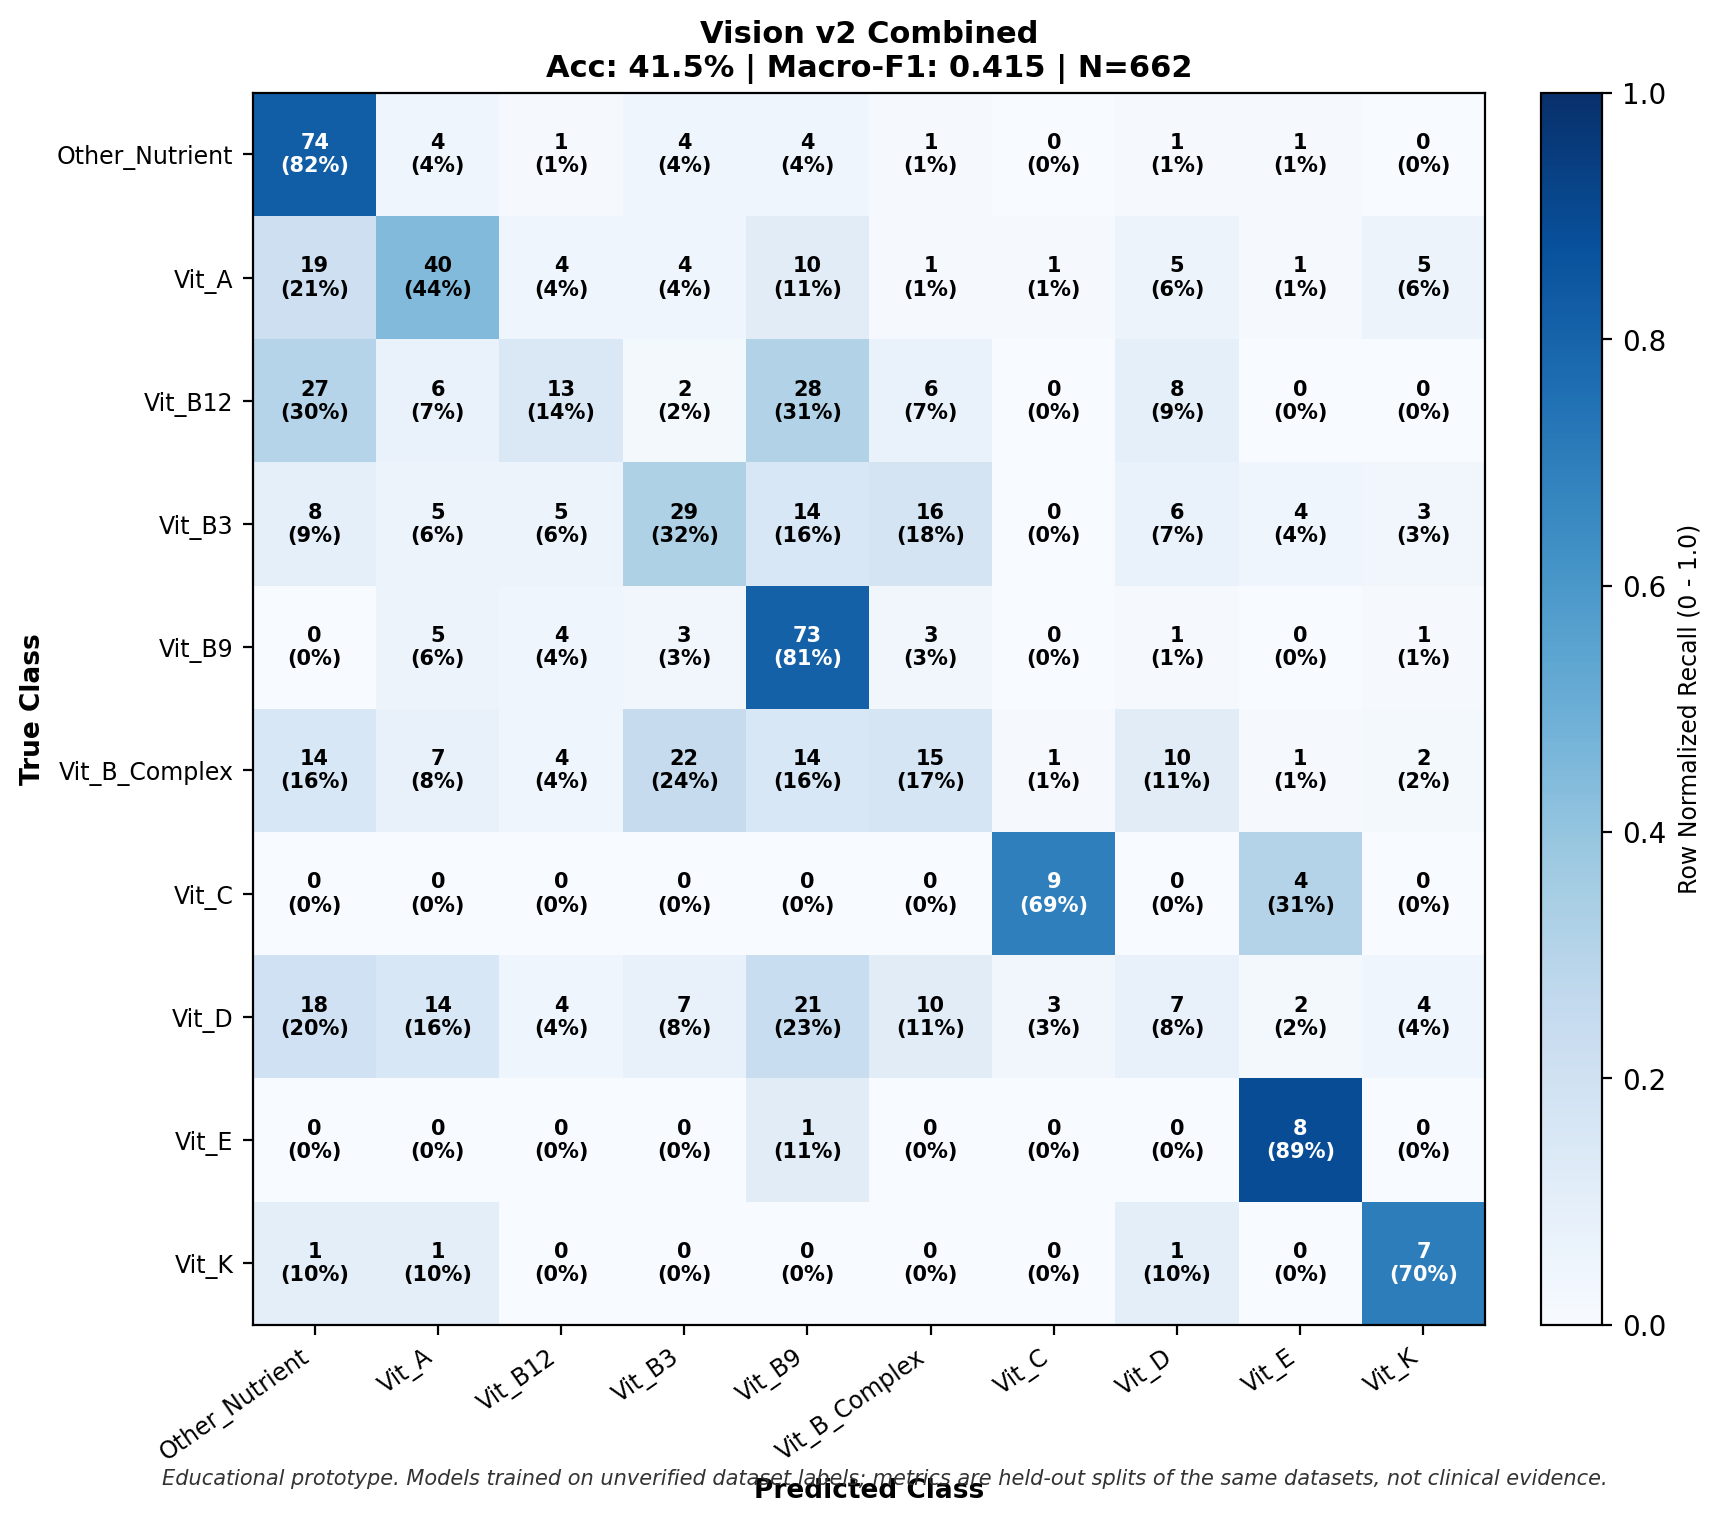 Vision v2 Combined
Acc: 41.5% | Macro-F1: 0.415 | N=662
Other_Nutrient
74 4 1 4 4 1 0 1 1 0
(82%) (4%) (1%) (4%) (4%) (1%) (0%) (1%) (1%) (0%)
Vit_A
19 40 4 4 10 1 1 5 1 5
(21%) (44%) (4%) (4%) (11%) (1%) (1%) (6%) (1%) (6%)
Vit_B12
27 6 13 2 28 6 0 8 0 0
(30%) (7%) (14%) (2%) (31%) (7%) (0%) (9%) (0%) (0%)
Vit_B3
8 5 5 29 14 16 0 6 4 3
(9%) (6%) (6%) (32%) (16%) (18%) (0%) (7%) (4%) (3%)
Vit_B9
0 5 4 3 73 3 0 1 0 1
(0%) (6%) (4%) (3%) (81%) (3%) (0%) (1%) (0%) (1%)
Vit_B_Complex
14 7 4 22 14 15 1 10 1 2
(16%) (8%) (4%) (24%) (16%) (17%) (1%) (11%) (1%) (2%)
Vit_C
0 0 0 0 0 0 9 0 4 0
(0%) (0%) (0%) (0%) (0%) (0%) (69%) (0%) (31%) (0%)
Vit_D
18 14 4 7 21 10 3 7 2 4
(20%) (16%) (4%) (8%) (23%) (11%) (3%) (8%) (2%) (4%)
Vit_E
0 0 0 0 1 0 0 0 8 0
(0%) (0%) (0%) (0%) (11%) (0%) (0%) (0%) (89%) (0%)
Vit_K
1 1 0 0 0 0 0 1 0 7
(10%) (10%) (0%) (0%) (0%) (0%) (0%) (10%) (0%) (70%)
True Class
Other_Nutrient
Vit_A
Vit_B12
Vit_B3
Vit_B9
Vit_B_Complex
Vit_C
Vit_D
Vit_E
Vit_K
Predicted Class
Educational prototype. Models trained on unverified dataset labels; metrics are held-out splits of the same datasets, not clinical evidence.
1.0
0.8
0.6
0.4
0.2
0.0
Row Normalized Recall (0 - 1.0)